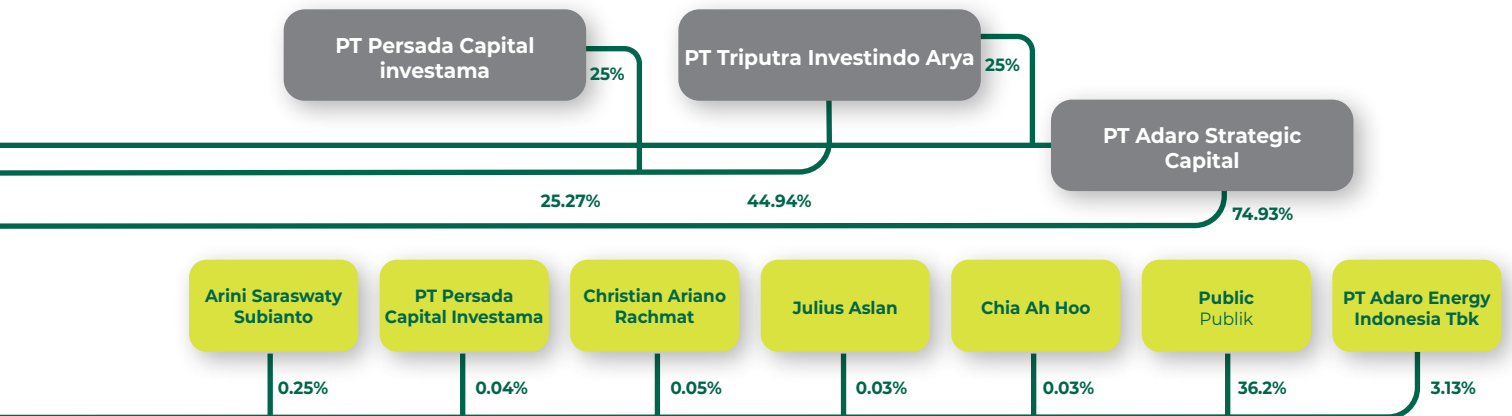 PT Persada Capital
investama
25%
PT Triputra Investindo Arya
25%
PT Adaro Strategic
Capital
25.27%
44.94%
74.93%
Arini Saraswaty
Subianto
PT Persada
Capital Investama
Christian Ariano
Rachmat
Julius Aslan
Chia Ah Hoo
Public
Publik
PT Adaro Energy
Indonesia Tbk
0.25%
0.04%
0.05%
0.03%
0.03%
36.2%
3.13%